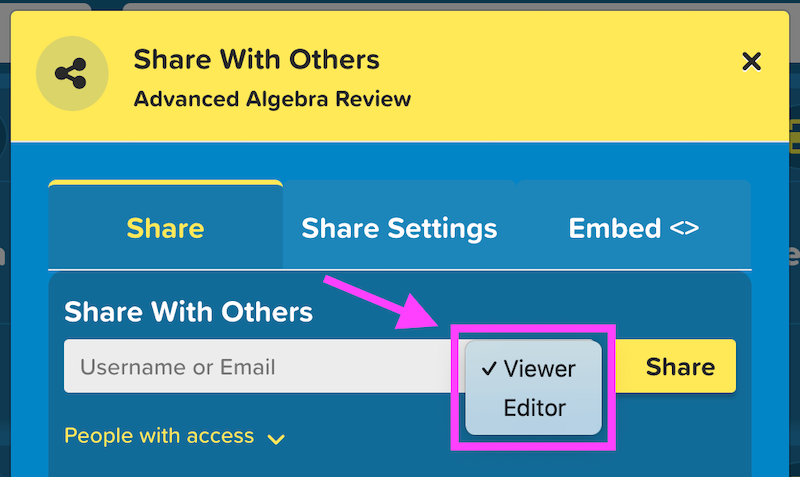 Share With Others
Advanced Algebra Review
Share Share Settings Embed <>
Share With Others
Username or Email ✓ Viewer Share
Editor
People with access